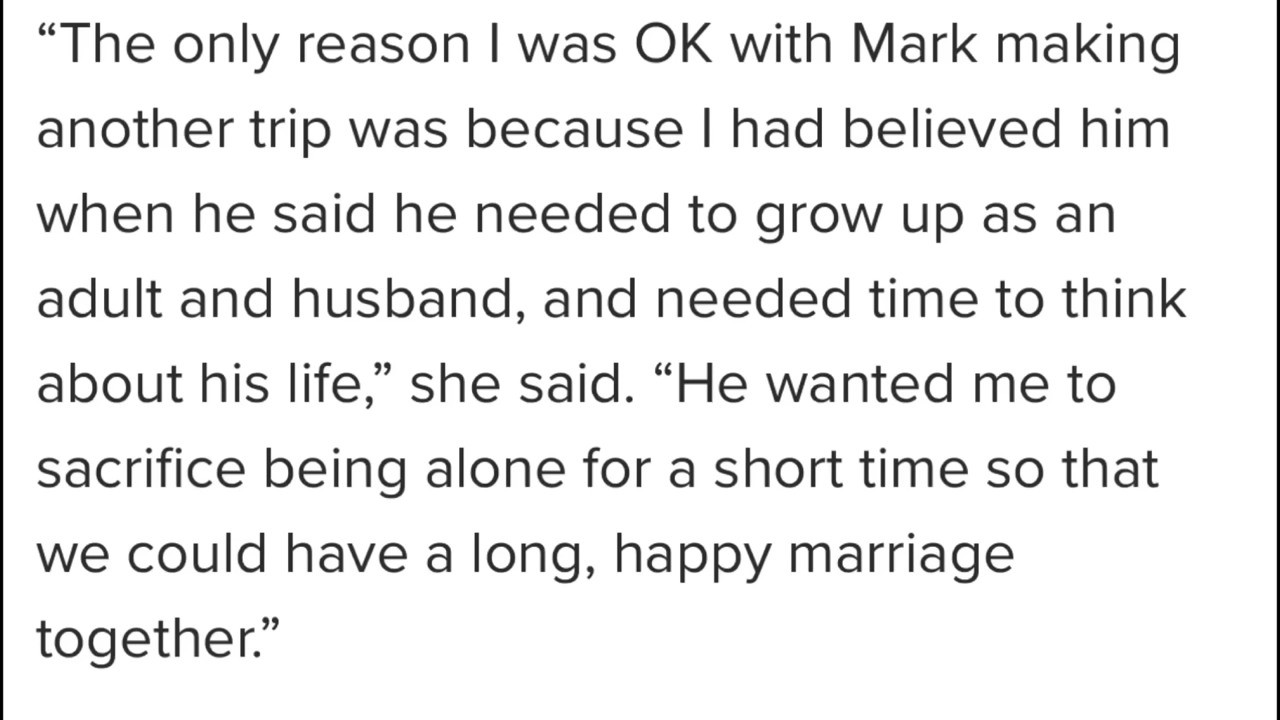 “The only reason I was OK with Mark making
another trip was because I had believed him
when he said he needed to grow up as an
adult and husband, and needed time to think
about his life,” she said. “He wanted me to
sacrifice being alone for a short time so that
we could have a long, happy marriage
together.”